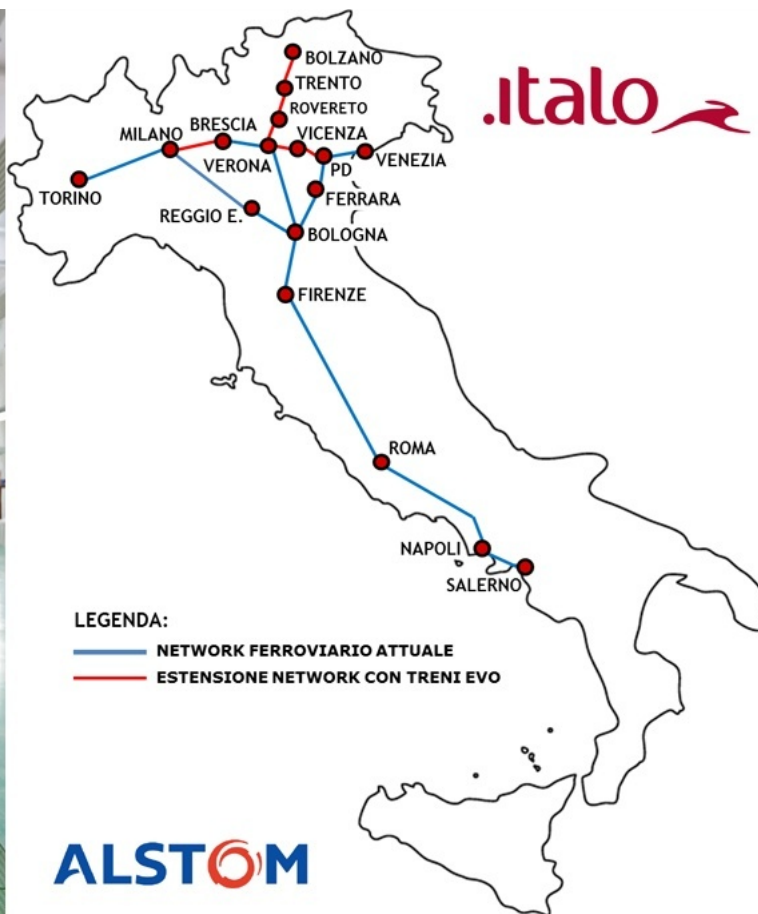 .italo
BOLZANO
TRENTO
ROVERETO
BRESCIA
VICENZA
MILANO
VERONA
PD
VENEZIA
TORINO
FERRARA
REGGIO E.
BOLOGNA
FIRENZE
ROMA
NAPOLI
SALERNO
LEGENDA:
NETWORK FERROVIARIO ATTUALE
ESTENSIONE NETWORK CON TRENI EVO
ALSTOM